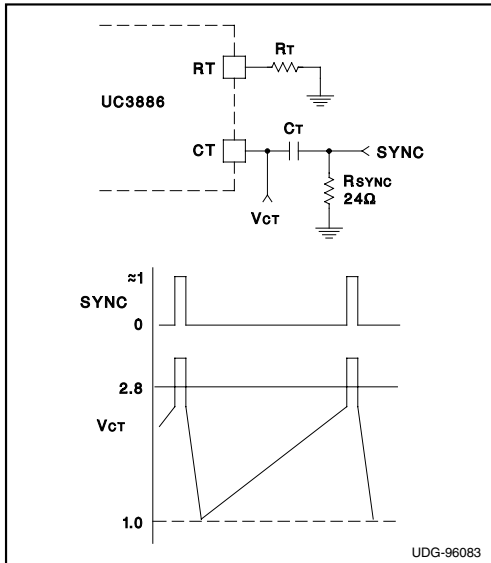 RT
RT
UC3886
CT
CT
SYNC
RSYNC
24Ω
VCT
≈1
SYNC
0
2.8
VCT
1.0
UDG-96083